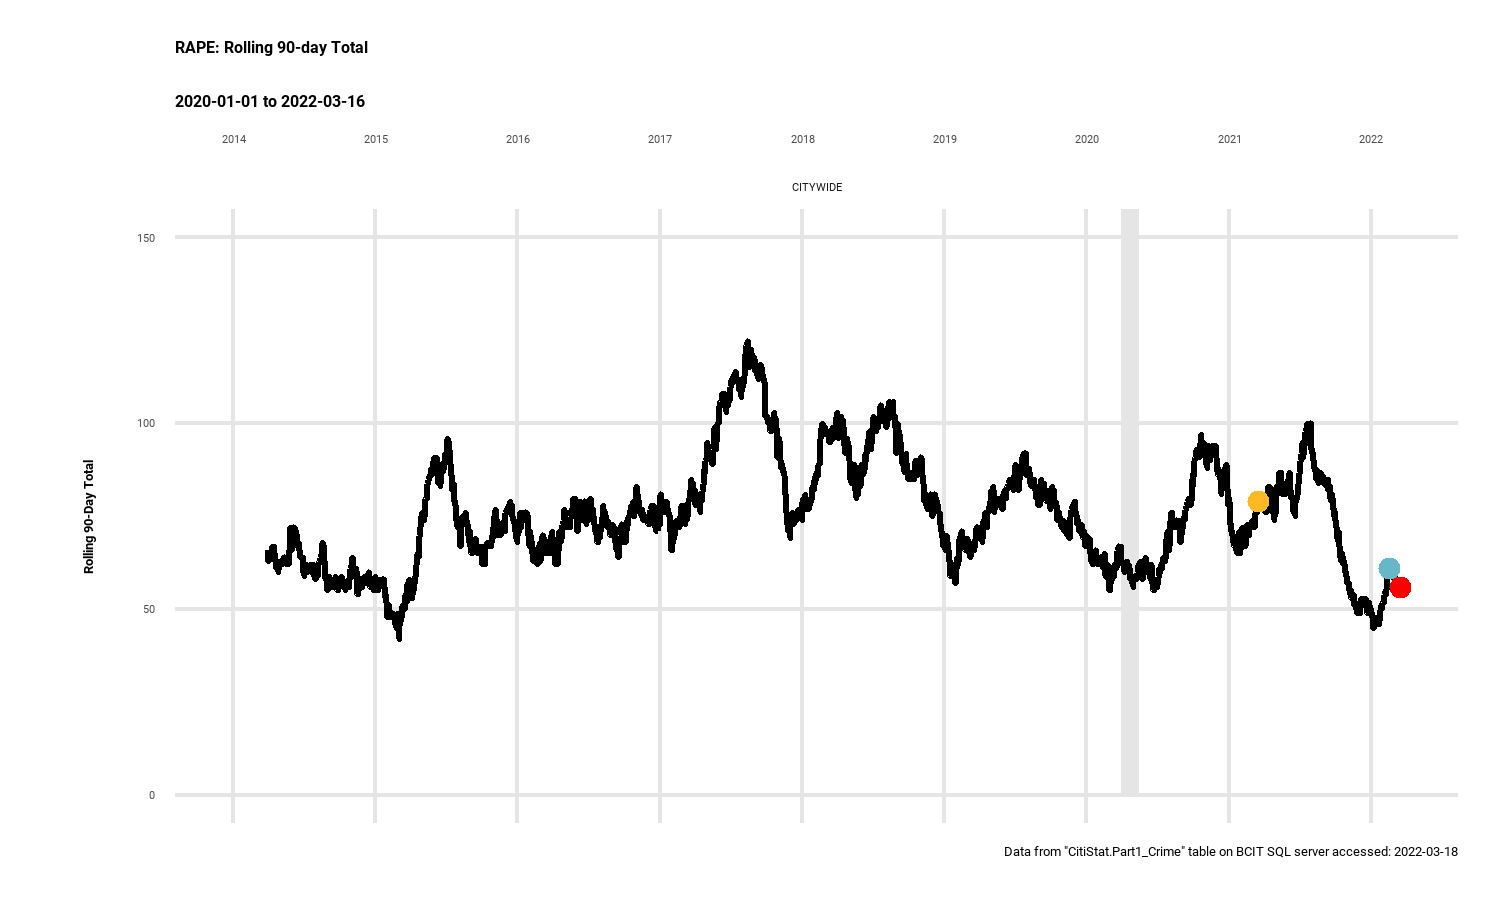 RAPE: Rolling 90-day Total
2020-01-01 to 2022-03-16
2014 2015 2016 2017 2018 2019 2020 2021 2022
CITYWIDE
150
100
50
0
Rolling 90-Day Total
Data from "CitiStat.Part1_Crime" table on BCIT SQL server accessed: 2022-03-18